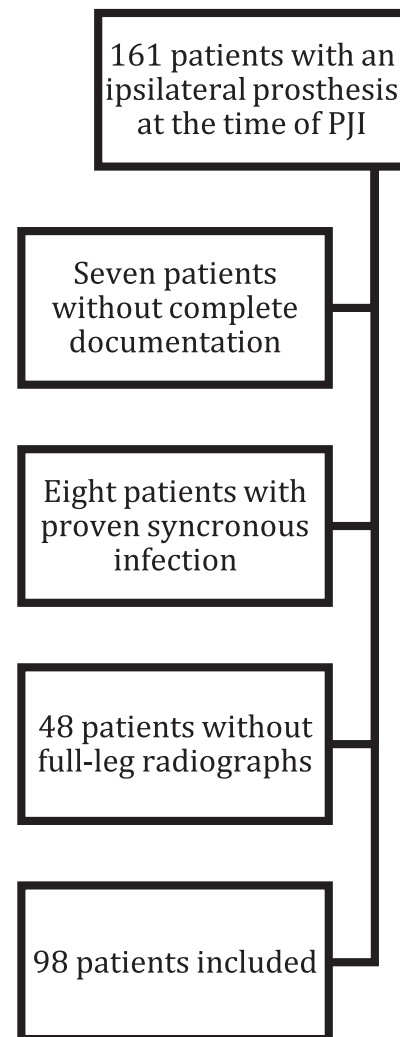 161 patients with an
ipsilateral prosthesis
at the time of PJI
Seven patients
without complete
documentation
Eight patients with
proven syncronous
infection
48 patients without
full-leg radiographs
98 patients included